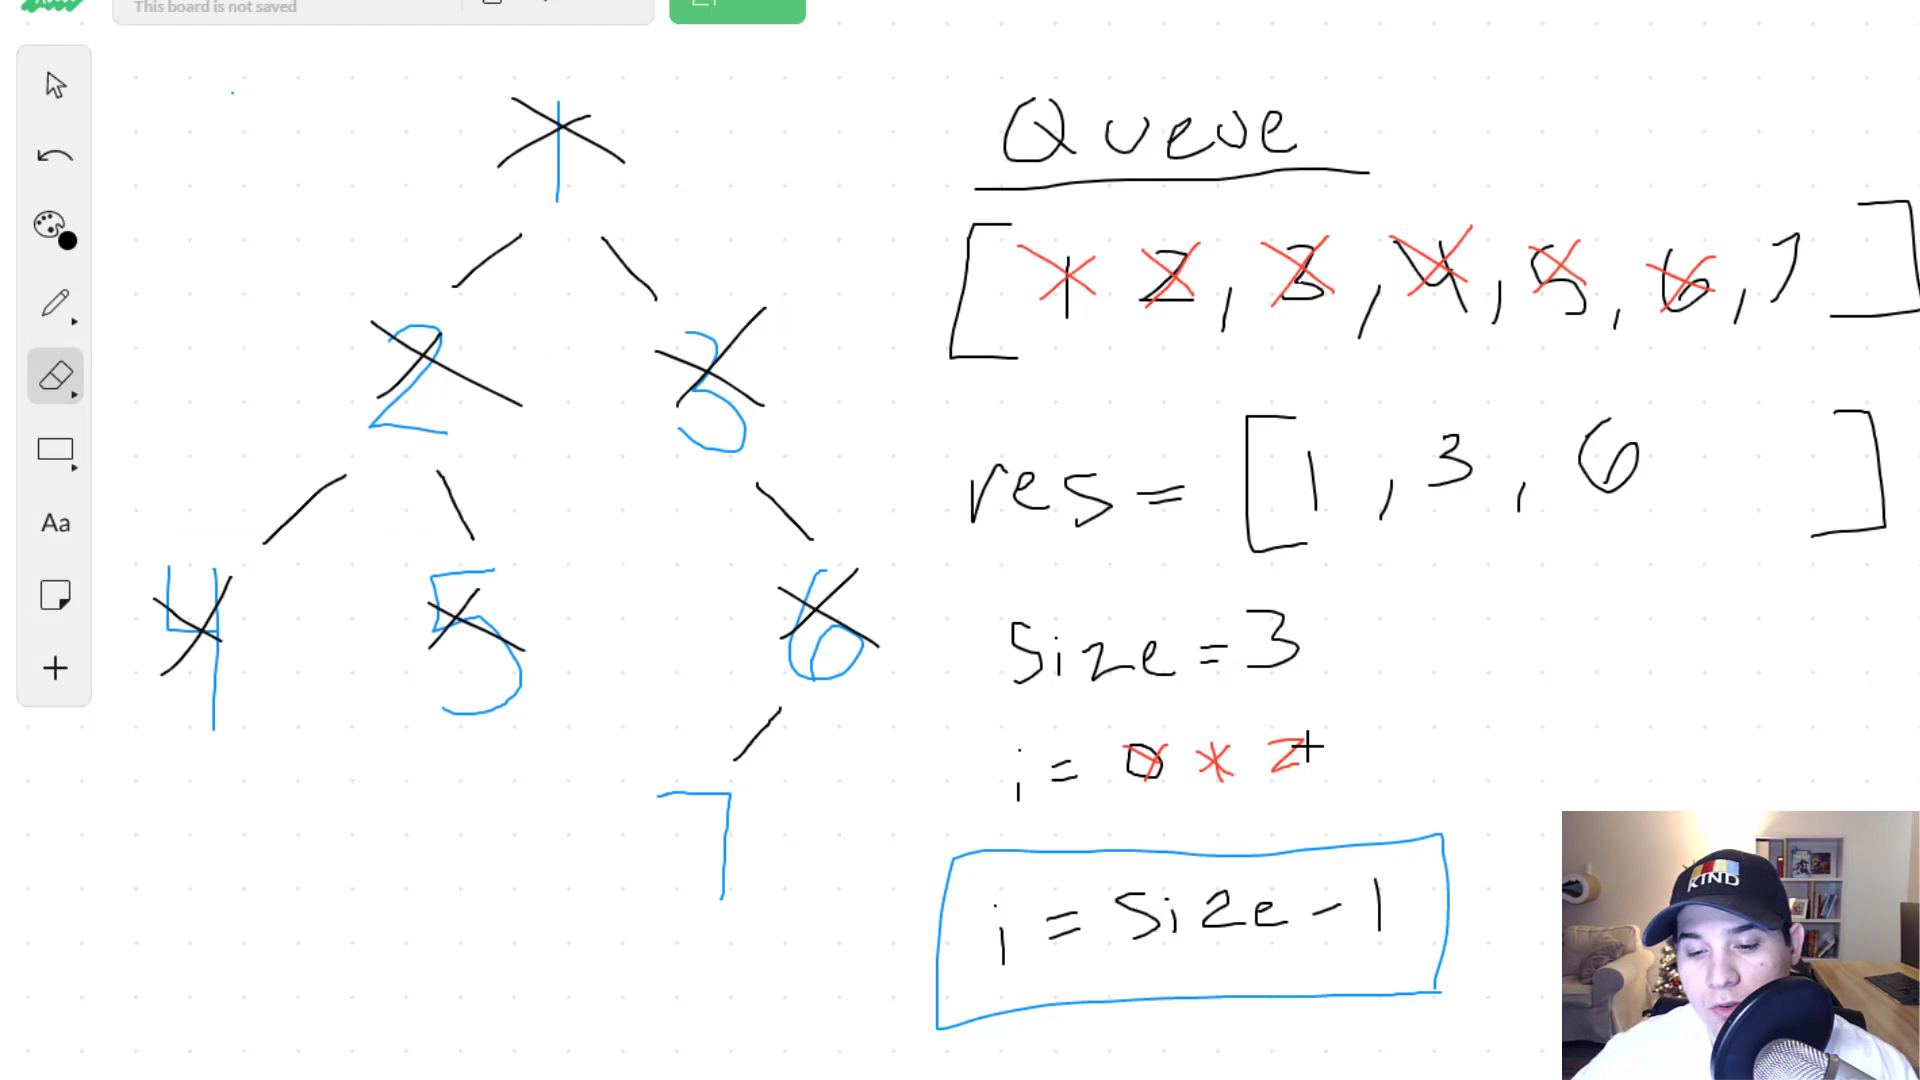 This board is not saved
1
Queue
[ 1 2, 3, 4, 5, 6, 7 ]
2 3
res = [ 1, 3, 6 ]
Aa
4 5 6
size = 3
i = 0 1 2
7
i = size - 1
KIND